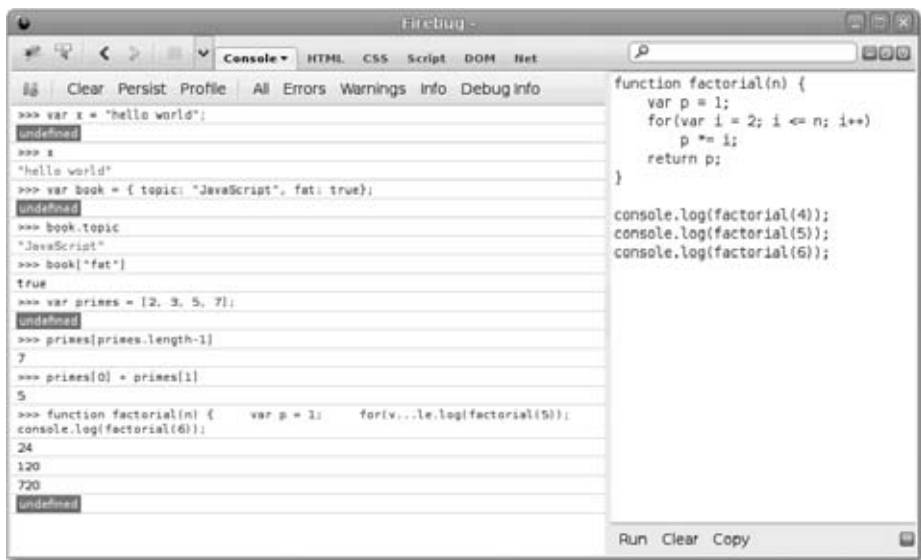 Firebug -
Console HTML CSS Script DOM Net
Clear Persist Profile All Errors Warnings Info Debug Info
>>> var x = "hello world";
undefined
>>> x
"hello world"
>>> var book = { topic: "JavaScript", fat: true};
undefined
>>> book.topic
"JavaScript"
>>> book["fat"]
true
>>> var primes = [2, 3, 5, 7];
undefined
>>> primes[primes.length-1]
7
>>> primes[0] + primes[1]
5
>>> function factorial(n) { var p = 1; for(v...le.log(factorial(5));
console.log(factorial(6));
24
120
720
undefined
function factorial(n) {
var p = 1;
for(var i = 2; i <= n; i++)
p *= i;
return p;
}
console.log(factorial(4));
console.log(factorial(5));
console.log(factorial(6));
Run Clear Copy